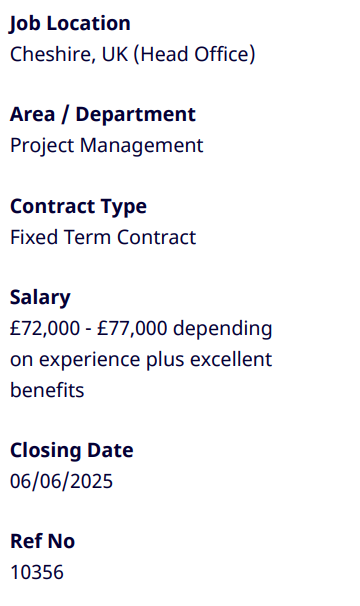 Job Location
Cheshire, UK (Head Office)
Area / Department
Project Management
Contract Type
Fixed Term Contract
Salary
£72,000 - £77,000 depending
on experience plus excellent
benefits
Closing Date
06/06/2025
Ref No
10356